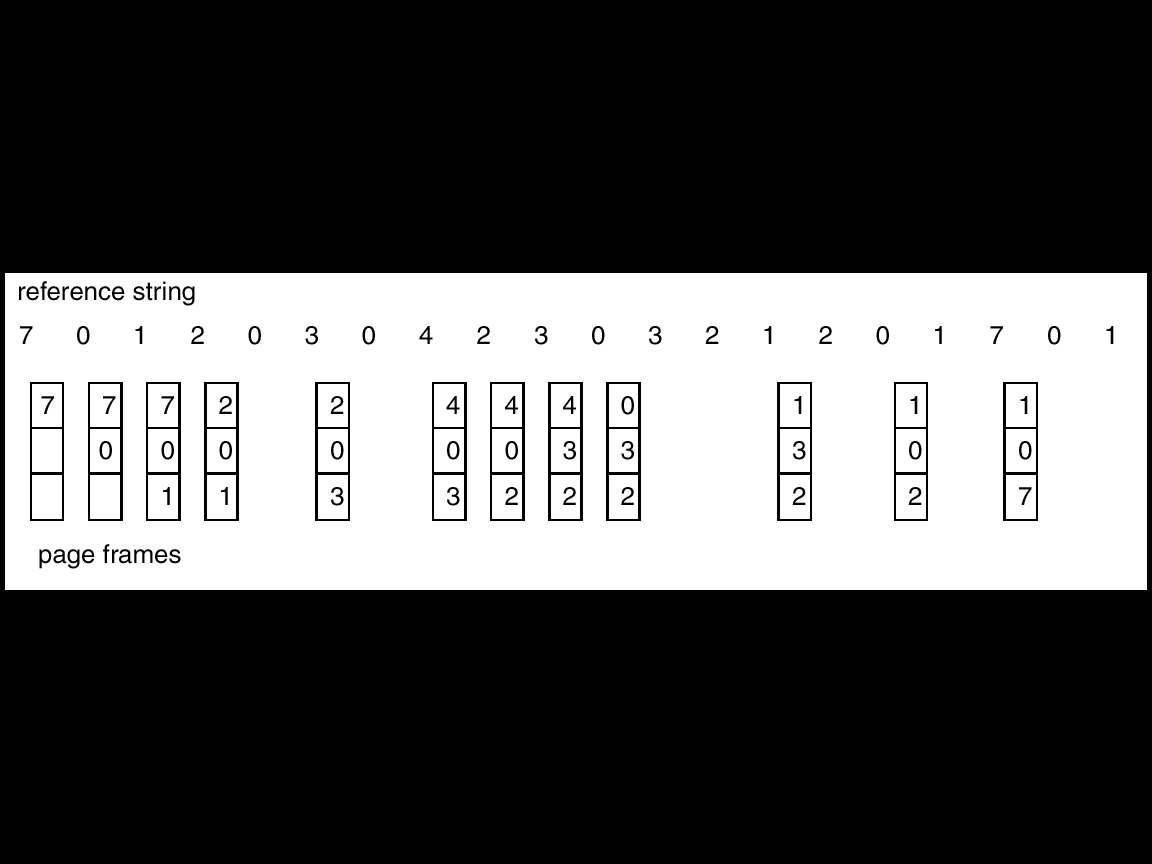 reference string
7 0 1 2 0 3 0 4 2 3 0 3 2 1 2 0 1 7 0 1
7 7 7 2 2 4 4 4 0 1 1 1
0 0 0 0 0 0 3 3 3 0 0
1 1 3 3 2 2 2 2 2 7
page frames